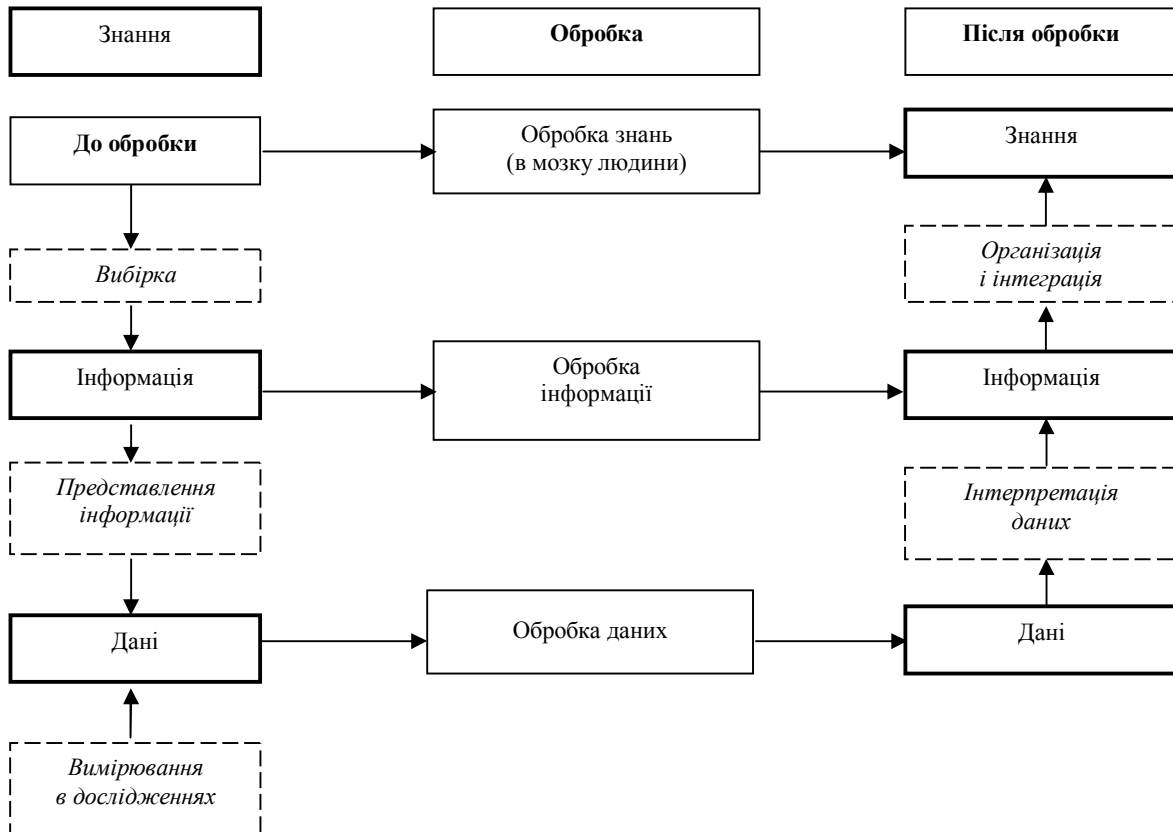 Знання
Обробка
Після обробки
До обробки
Обробка знань
(в мозку людини)
Знання
Вибірка
Організація
і інтеграція
Інформація
Обробка
інформації
Інформація
Представлення
інформації
Інтерпретація
даних
Дані
Обробка даних
Дані
Вимірювання
в дослідженнях